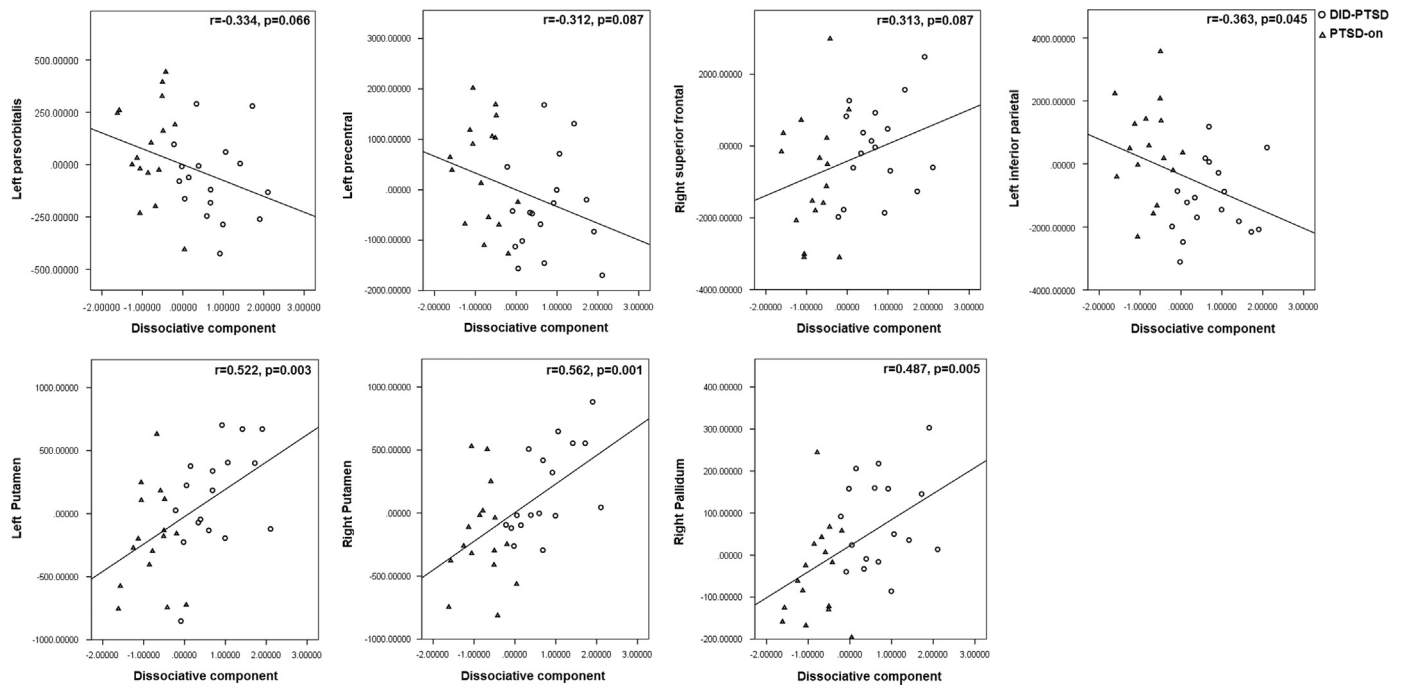 r=-0.334, p=0.066
Left parsorbitalis
500.00000
250.00000
.00000
-250.00000
-500.00000
-2.00000 -1.00000 .00000 1.00000 2.00000 3.00000
Dissociative component
r=-0.312, p=0.087
Left precentral
3000.00000
2000.00000
1000.00000
.00000
-1000.00000
-2000.00000
-2.00000 -1.00000 .00000 1.00000 2.00000 3.00000
Dissociative component
r=0.313, p=0.087
Right superior frontal
2000.00000
.00000
-2000.00000
-4000.00000
-2.00000 -1.00000 .00000 1.00000 2.00000 3.00000
Dissociative component
r=-0.363, p=0.045
Left inferior parietal
4000.00000
2000.00000
.00000
-2000.00000
-4000.00000
-2.00000 -1.00000 .00000 1.00000 2.00000 3.00000
Dissociative component
DID-PTSD
PTSD-on
r=0.522, p=0.003
Left Putamen
1000.00000
500.00000
.00000
-500.00000
-1000.00000
-2.00000 -1.00000 .00000 1.00000 2.00000 3.00000
Dissociative component
r=0.562, p=0.001
Right Putamen
1000.00000
500.00000
.00000
-500.00000
-1000.00000
-2.00000 -1.00000 .00000 1.00000 2.00000 3.00000
Dissociative component
r=0.487, p=0.005
Right Pallidum
400.00000
300.00000
200.00000
100.00000
.00000
-100.00000
-200.00000
-2.00000 -1.00000 .00000 1.00000 2.00000 3.00000
Dissociative component